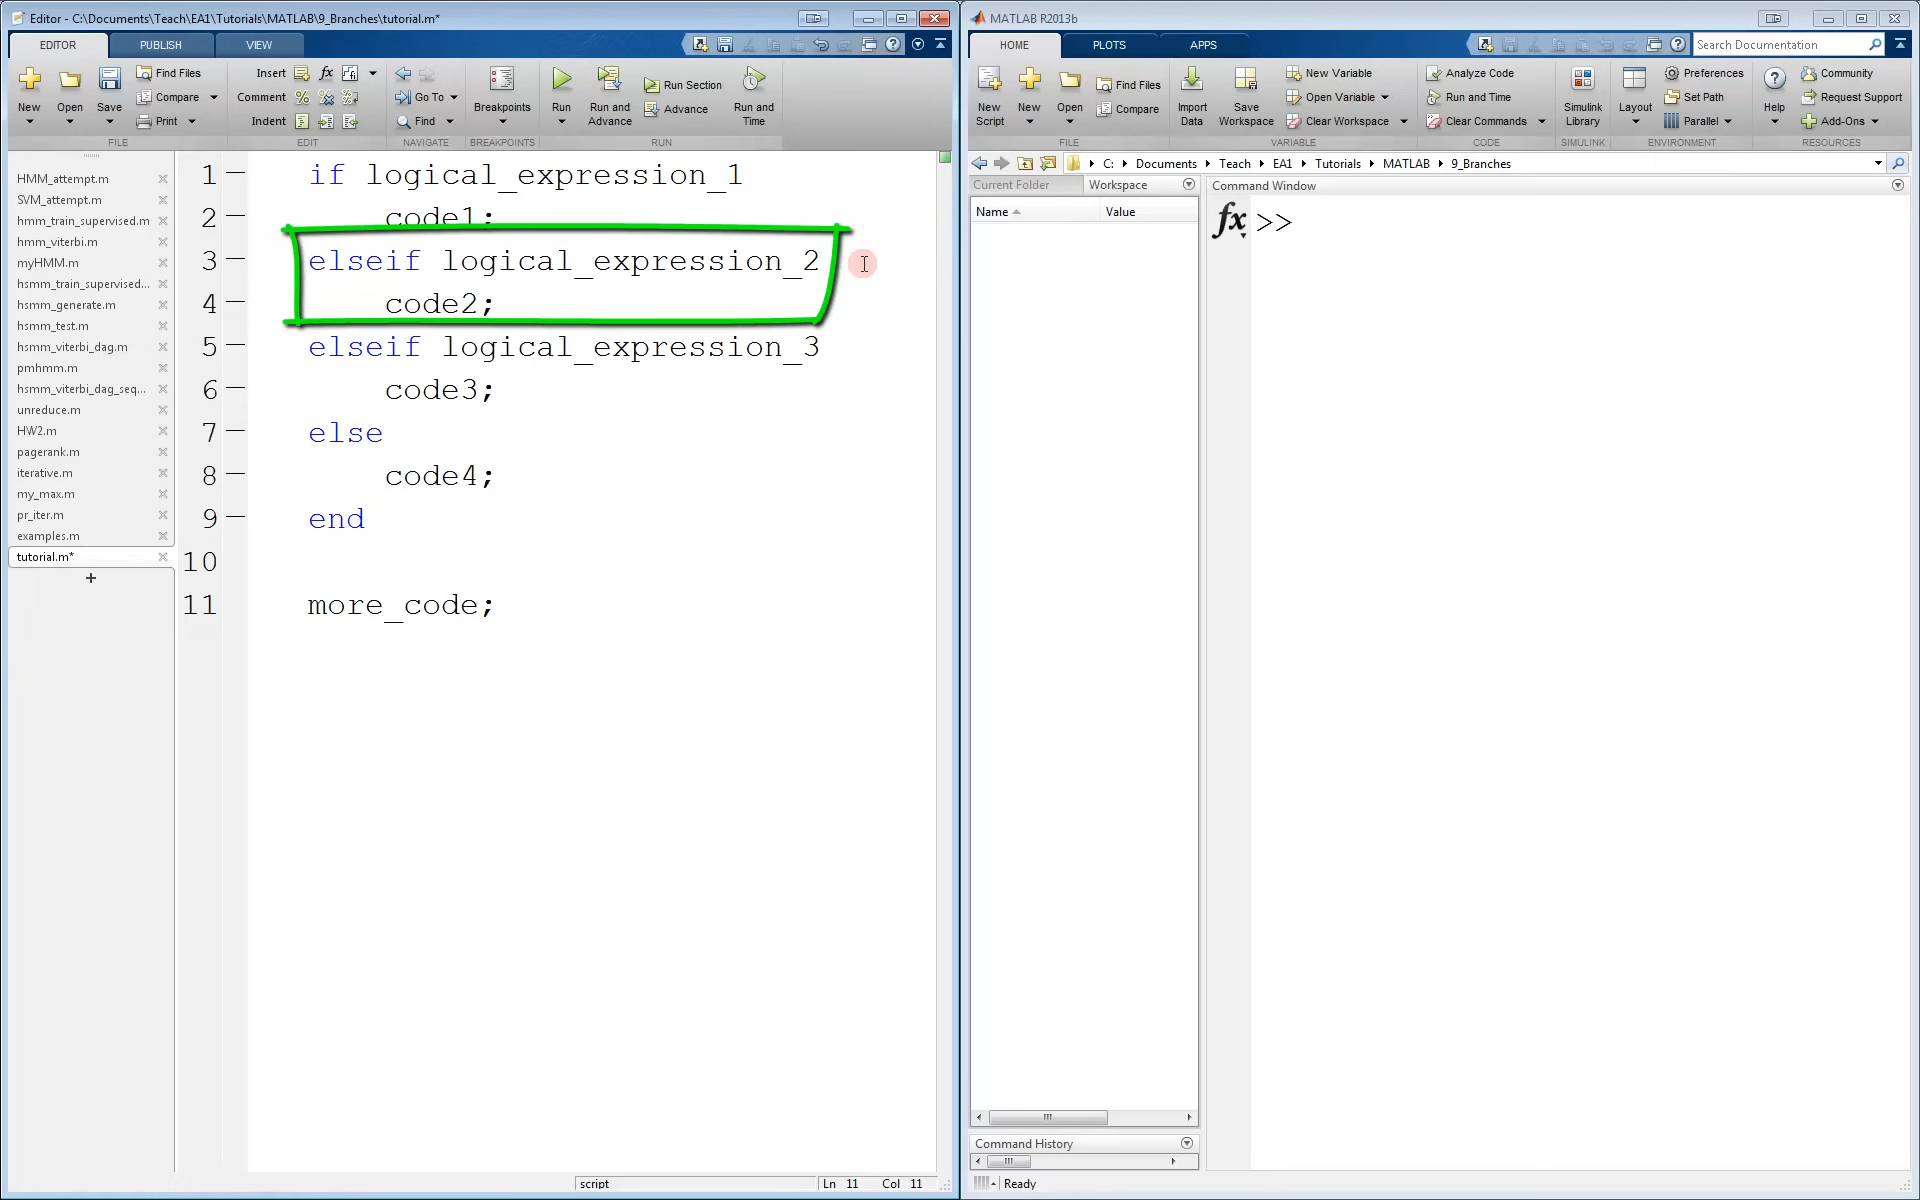 Editor - C:\Documents\Teach\EA1\Tutorials\MATLAB\9_Branches\tutorial.m*
EDITOR PUBLISH VIEW
New Open Save Find Files Compare Print
FILE
Insert fx
Comment
Indent
EDIT
Go To
Find
NAVIGATE
Breakpoints
BREAKPOINTS
Run Run and Advance Run Section Advance Run and Time
RUN
HMM_attempt.m
SVM_attempt.m
hmm_train_supervised.m
hmm_viterbi.m
myHMM.m
hsmm_train_supervised...
hsmm_generate.m
hsmm_test.m
hsmm_viterbi_dag.m
pmhmm.m
hsmm_viterbi_dag_seq...
unreduce.m
HW2.m
pagerank.m
iterative.m
my_max.m
pr_iter.m
examples.m
tutorial.m*
1 if logical_expression_1
2 code1;
3 elseif logical_expression_2
4 code2;
5 elseif logical_expression_3
6 code3;
7 else
8 code4;
9 end
10
11 more_code;
script Ln 11 Col 11
MATLAB R2013b
HOME PLOTS APPS
Search Documentation
New Script New Open Find Files Compare
FILE
Import Data Save Workspace New Variable Open Variable Clear Workspace
VARIABLE
Analyze Code Run and Time Clear Commands
CODE
Simulink Library
SIMULINK
Layout Preferences Set Path Parallel
ENVIRONMENT
Help Community Request Support Add-Ons
RESOURCES
C: Documents Teach EA1 Tutorials MATLAB 9_Branches
Current Folder Workspace
Name Value
Command Window
fx >>
Command History
Ready